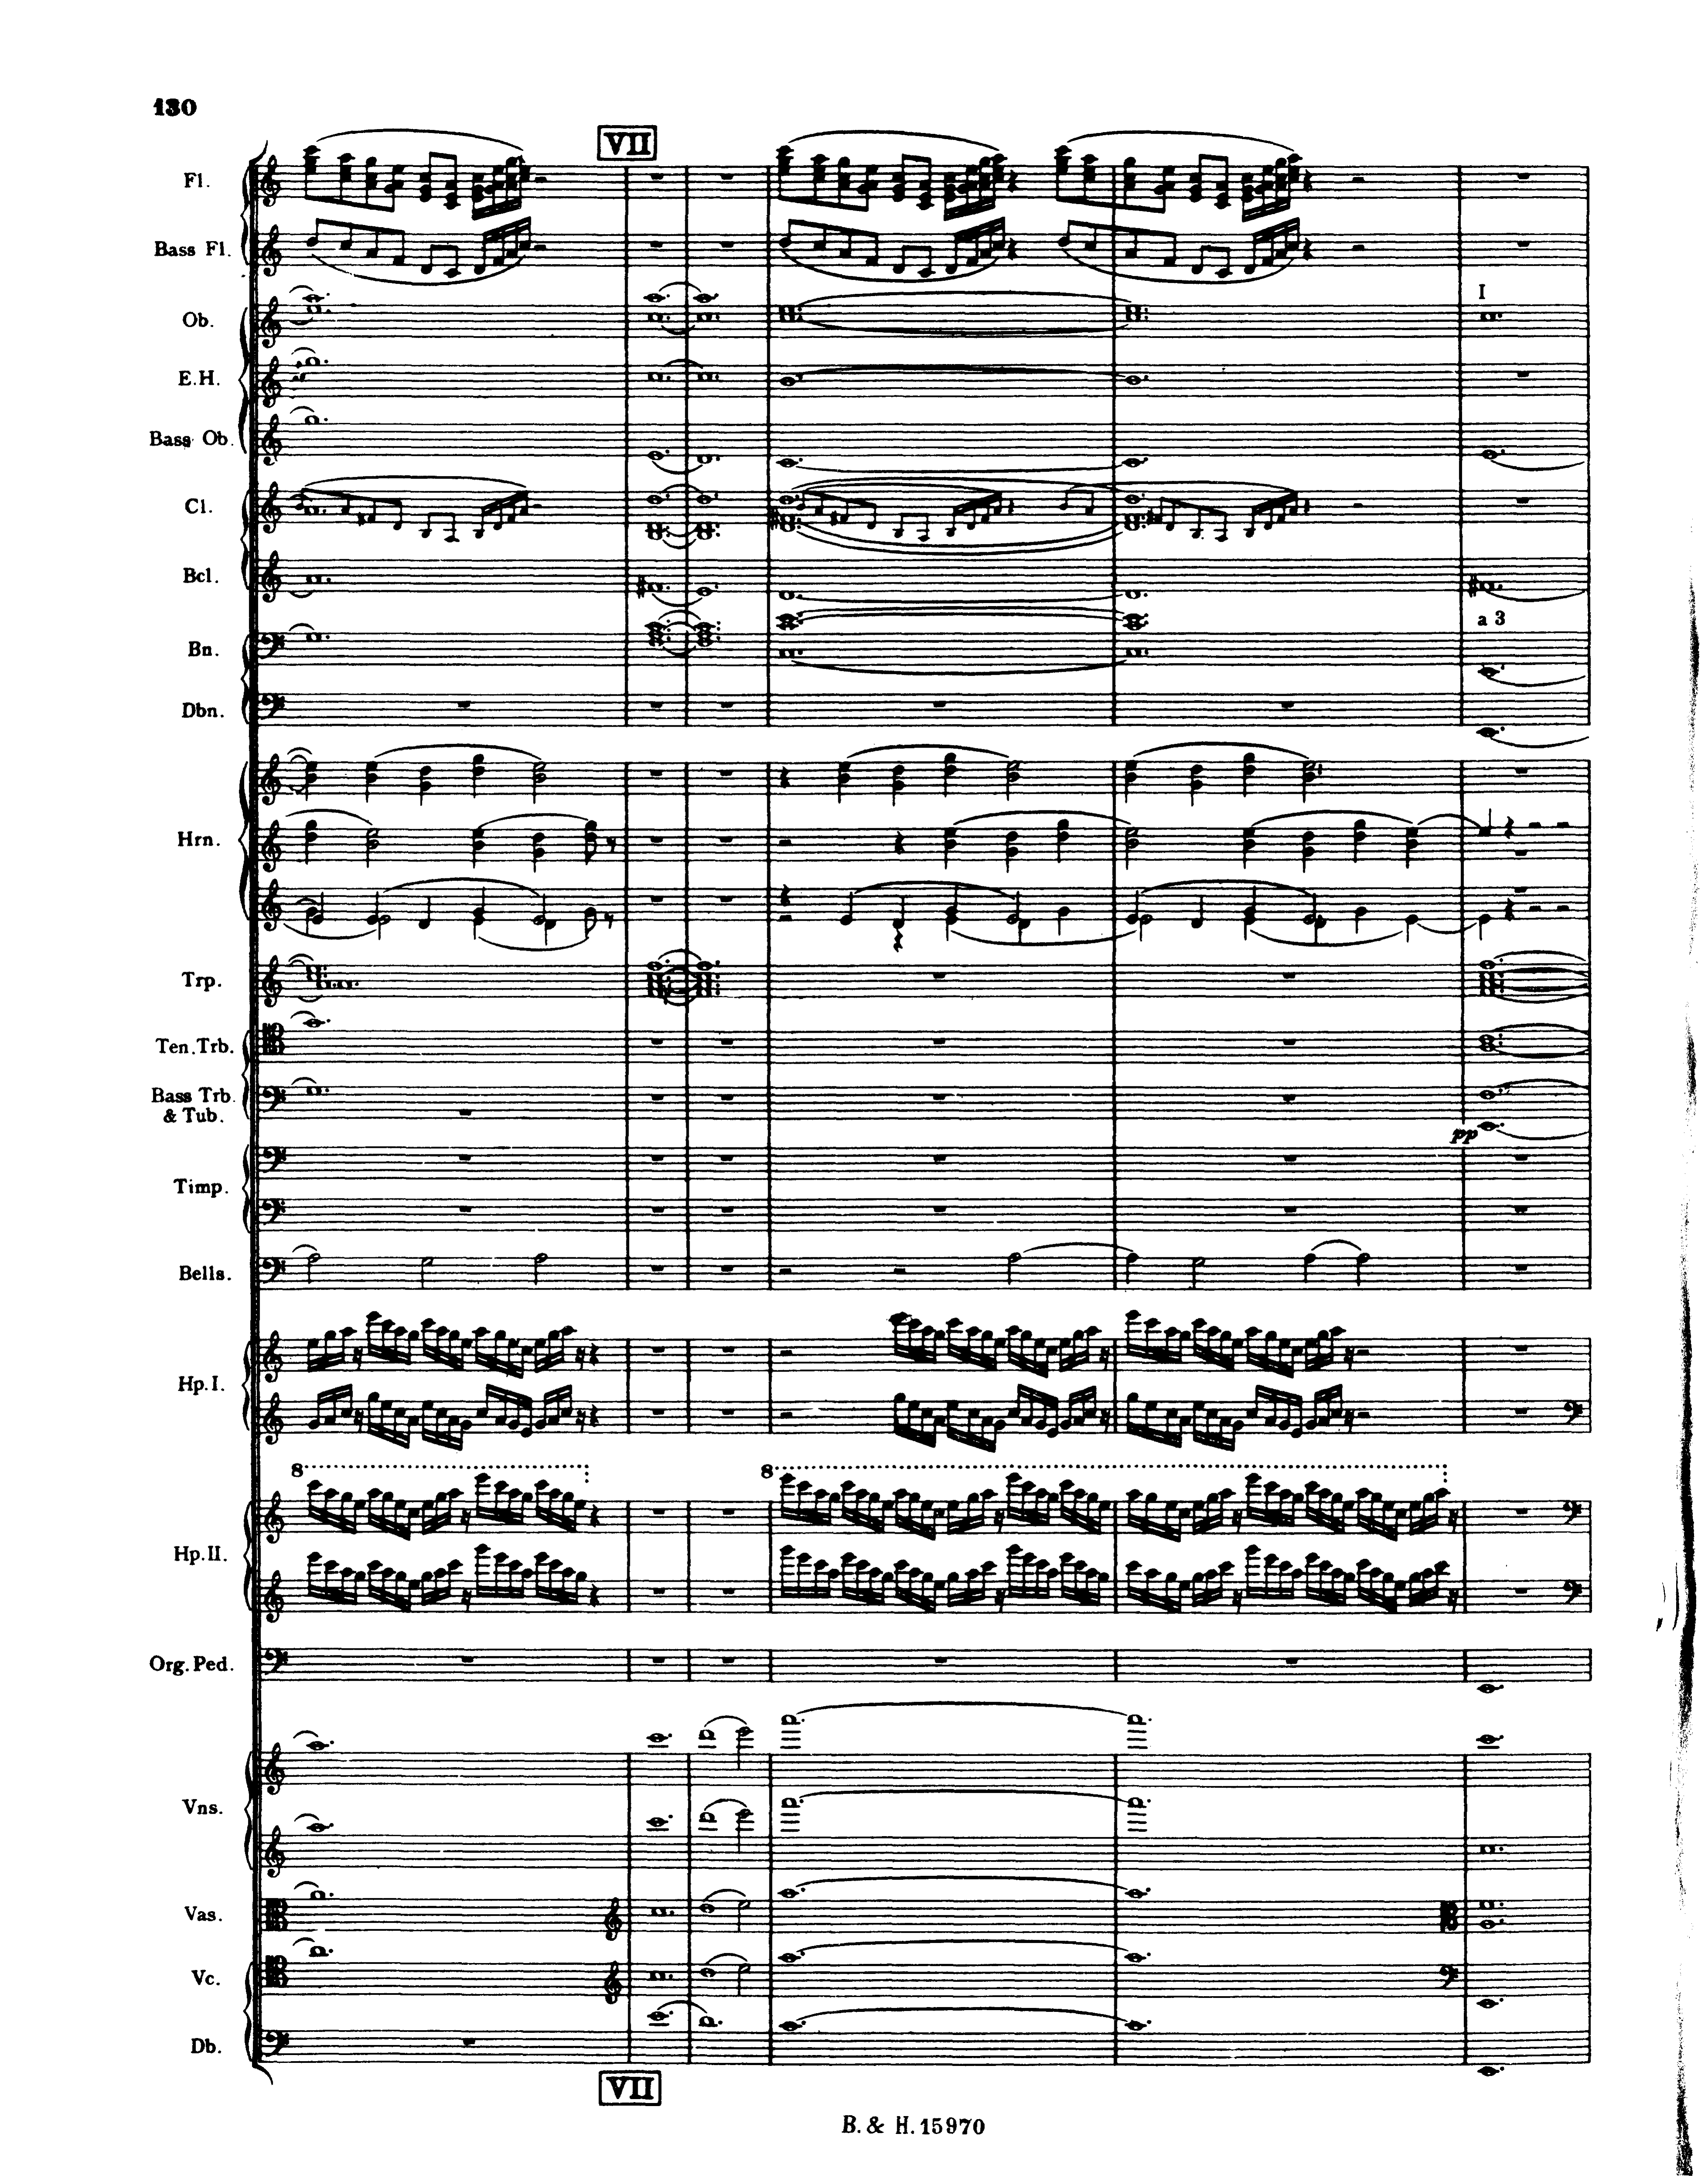 130
VII
Fl.
Bass Fl.
I
Ob.
E.H.
Bass Ob.
Cl.
Bcl.
a 3
Bn.
Dbn.
Hrn.
Trp.
Ten. Trb.
Bass Trb.
& Tub.
pp
Timp.
Bells.
Hp. I.
8
8
Hp. II.
Org. Ped.
Vns.
Vas.
Vc.
Db.
VII
B. & H. 15970